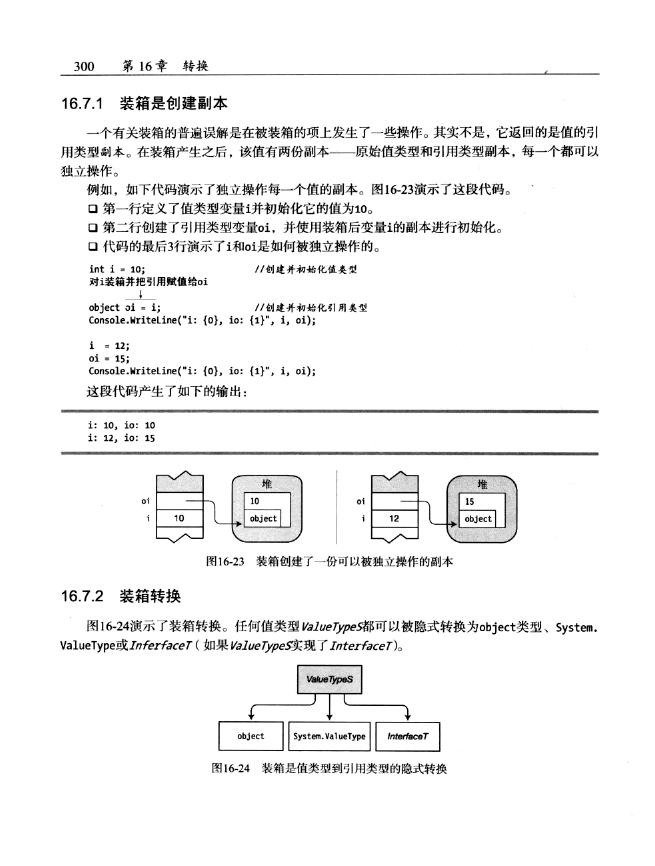 300 第16章 转换
16.7.1 装箱是创建副本
一个有关装箱的普遍误解是在被装箱的项上发生了一些操作。其实不是，它返回的是值的引
用类型副本。在装箱产生之后，该值有两份副本——原始值类型和引用类型副本，每一个都可以
独立操作。
例如，如下代码演示了独立操作每一个值的副本。图16-23演示了这段代码。
❑ 第一行定义了值类型变量i并初始化它的值为10。
❑ 第二行创建了引用类型变量oi，并使用装箱后变量i的副本进行初始化。
❑ 代码的最后3行演示了i和oi是如何被独立操作的。
int i = 10; //创建并初始化值类型
对i装箱并把引用赋值给oi
↓
object oi = i; //创建并初始化引用类型
Console.WriteLine("i: {0}, io: {1}", i, oi);
i = 12;
oi = 15;
Console.WriteLine("i: {0}, io: {1}", i, oi);
这段代码产生了如下的输出：
i: 10, io: 10
i: 12, io: 15
堆 堆
oi 10 oi 15
i 10 object i 12 object
图16-23 装箱创建了一份可以被独立操作的副本
16.7.2 装箱转换
图16-24演示了装箱转换。任何值类型ValueTypeS都可以被隐式转换为object类型、System.
ValueType或InferfaceT（如果ValueTypeS实现了InterfaceT）。
ValueTypeS
object System.ValueType InterfaceT
图16-24 装箱是值类型到引用类型的隐式转换